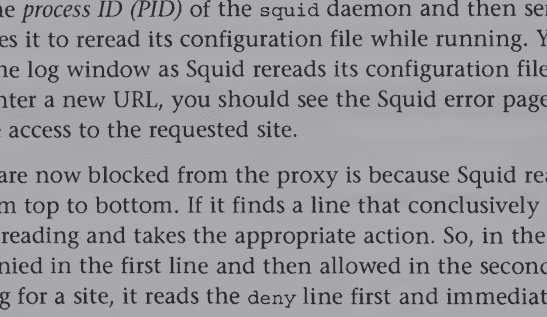 e process ID (PID) of the squid daemon and then se
es it to reread its configuration file while running. Y
he log window as Squid rereads its configuration file
nter a new URL, you should see the Squid error page
access to the requested site.
are now blocked from the proxy is because Squid re
m top to bottom. If it finds a line that conclusively
reading and takes the appropriate action. So, in the
nied in the first line and then allowed in the second
g for a site, it reads the deny line first and immediat